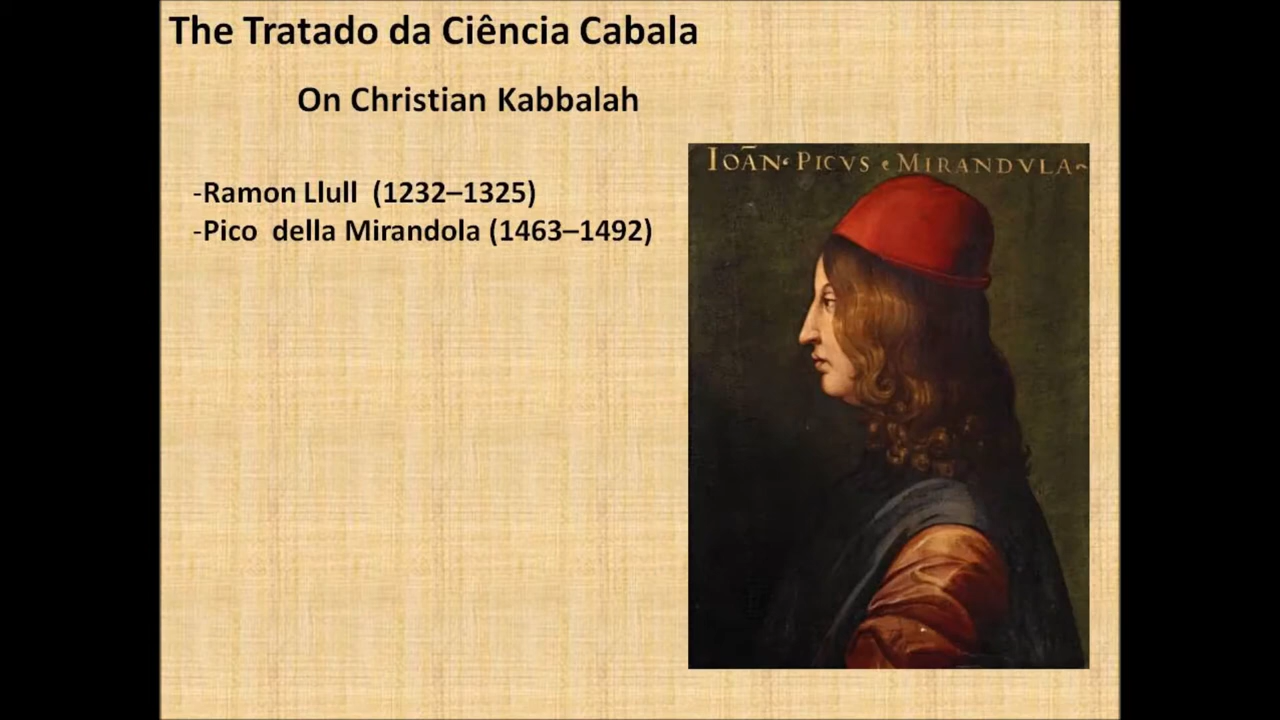 The Tratado da Ciência Cabala
On Christian Kabbalah
-Ramon Llull (1232–1325)
-Pico della Mirandola (1463–1492)
IOÃN· PICVS e MIRANDVLA~